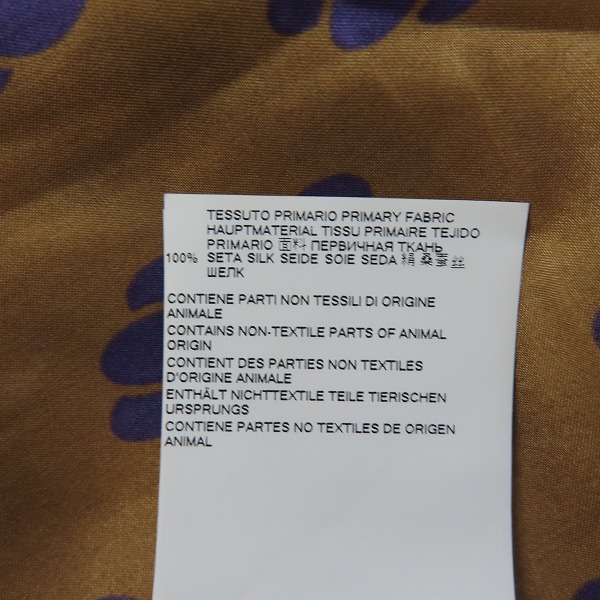 TESSUTO PRIMARIO PRIMARY FABRIC
HAUPTMATERIAL TISSU PRIMAIRE TEJIDO
PRIMARIO 面料 ПЕРВИЧНАЯ ТКАНЬ
100% SETA SILK SEIDE SOIE SEDA 絹 桑蚕丝
ШЕЛК
CONTIENE PARTI NON TESSILI DI ORIGINE
ANIMALE
CONTAINS NON-TEXTILE PARTS OF ANIMAL
ORIGIN
CONTIENT DES PARTIES NON TEXTILES
D'ORIGINE ANIMALE
ENTHÄLT NICHTTEXTILE TEILE TIERISCHEN
URSPRUNGS
CONTIENE PARTES NO TEXTILES DE ORIGEN
ANIMAL